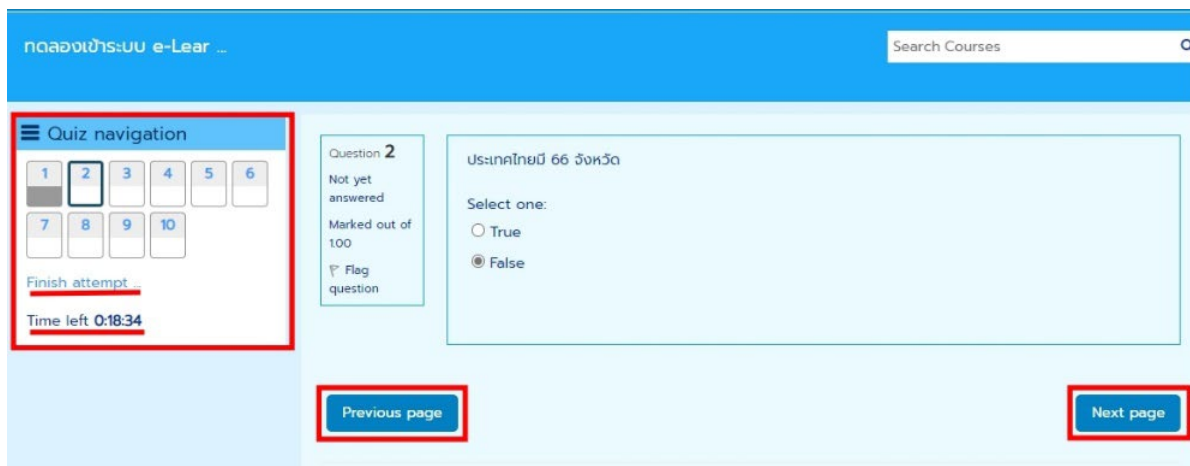 ทดลองเข้าระบบ e-Lear ...
Search Courses
Quiz navigation
1 2 3 4 5 6
7 8 9 10
Finish attempt ...
Time left 0:18:34
Question 2
Not yet
answered
Marked out of
1.00
Flag
question
ประเทศไทยมี 66 จังหวัด
Select one:
True
False
Previous page
Next page